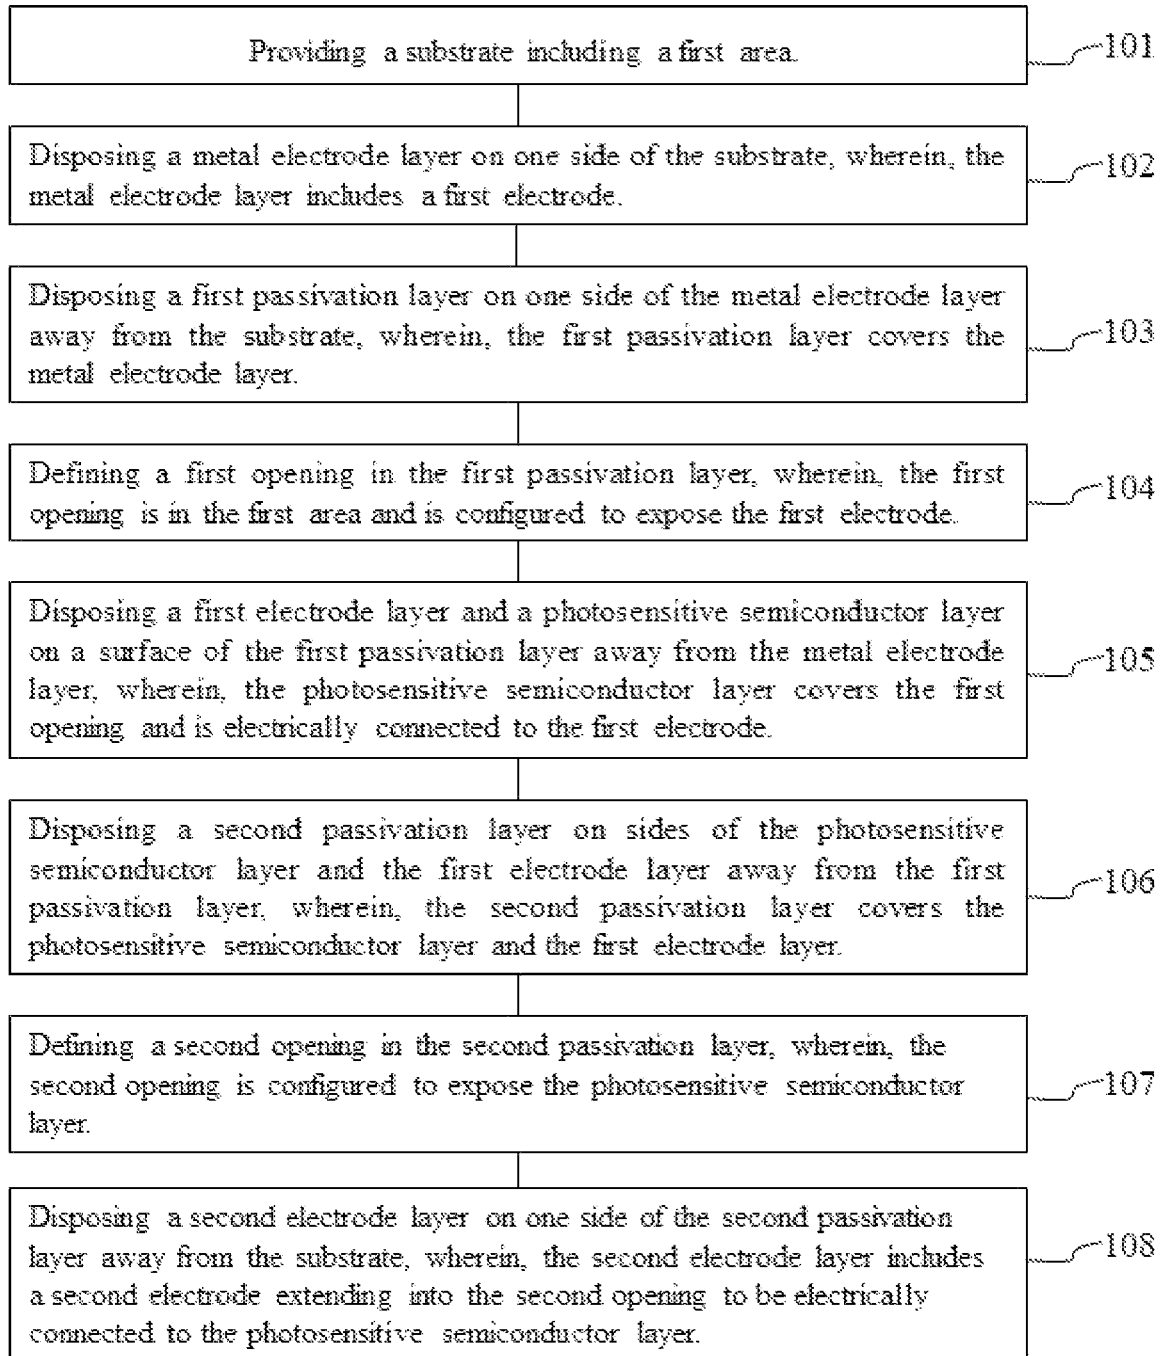 Providing a substrate including a first area.
101
Disposing a metal electrode layer on one side of the substrate, wherein, the
metal electrode layer includes a first electrode.
102
Disposing a first passivation layer on one side of the metal electrode layer
away from the substrate, wherein, the first passivation layer covers the
metal electrode layer.
103
Defining a first opening in the first passivation layer, wherein, the first
opening is in the first area and is configured to expose the first electrode.
104
Disposing a first electrode layer and a photosensitive semiconductor layer
on a surface of the first passivation layer away from the metal electrode
layer, wherein, the photosensitive semiconductor layer covers the first
opening and is electrically connected to the first electrode.
105
Disposing a second passivation layer on sides of the photosensitive
semiconductor layer and the first electrode layer away from the first
passivation layer, wherein, the second passivation layer covers the
photosensitive semiconductor layer and the first electrode layer.
106
Defining a second opening in the second passivation layer, wherein, the
second opening is configured to expose the photosensitive semiconductor
layer.
107
Disposing a second electrode layer on one side of the second passivation
layer away from the substrate, wherein, the second electrode layer includes
a second electrode extending into the second opening to be electrically
connected to the photosensitive semiconductor layer.
108